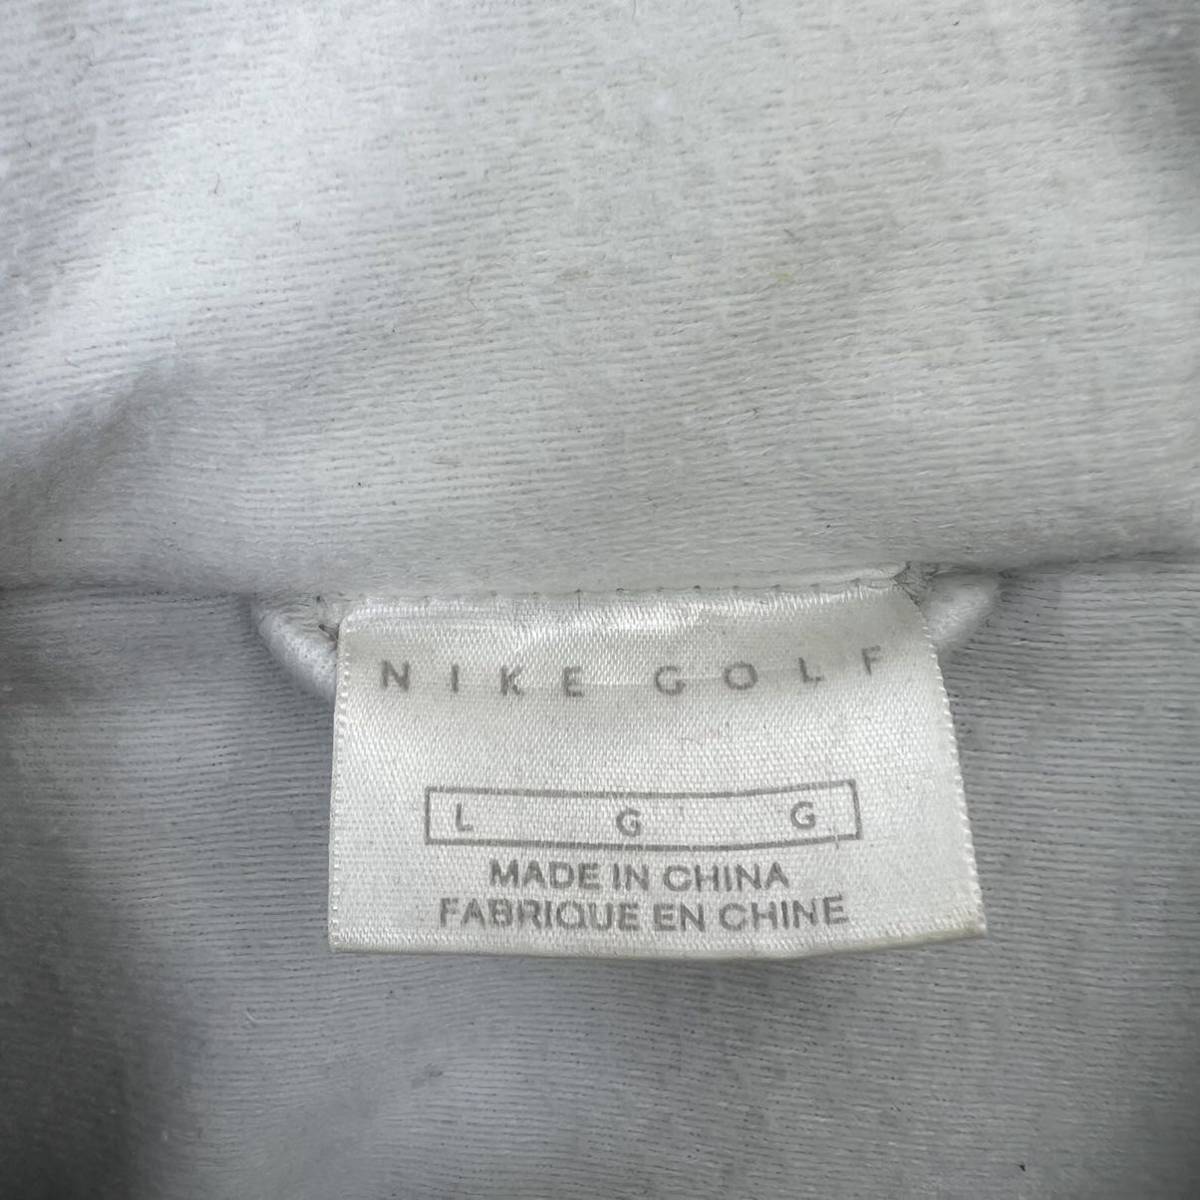 NIKE GOLF
L G G
MADE IN CHINA
FABRIQUE EN CHINE